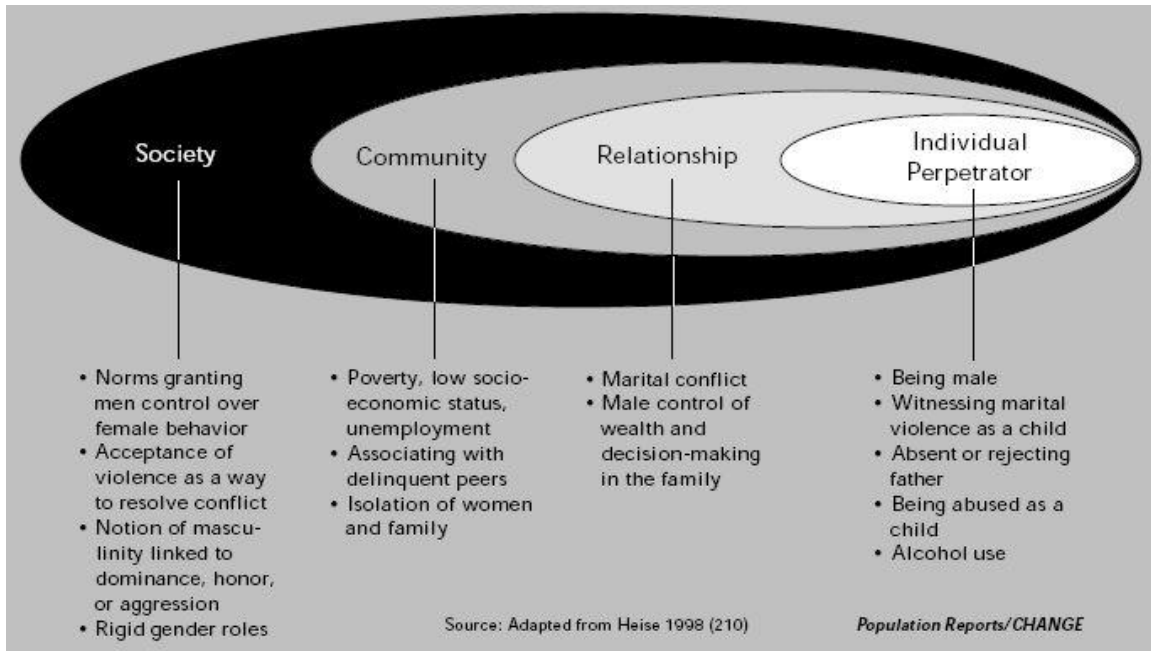 Society
Community
Relationship
Individual
Perpetrator
• Norms granting
men control over
female behavior
• Acceptance of
violence as a way
to resolve conflict
• Notion of mascu-
linity linked to
dominance, honor,
or aggression
• Rigid gender roles
• Poverty, low socio-
economic status,
unemployment
• Associating with
delinquent peers
• Isolation of women
and family
• Marital conflict
• Male control of
wealth and
decision-making
in the family
• Being male
• Witnessing marital
violence as a child
• Absent or rejecting
father
• Being abused as a
child
• Alcohol use
Source: Adapted from Heise 1998 (210)
Population Reports/CHANGE